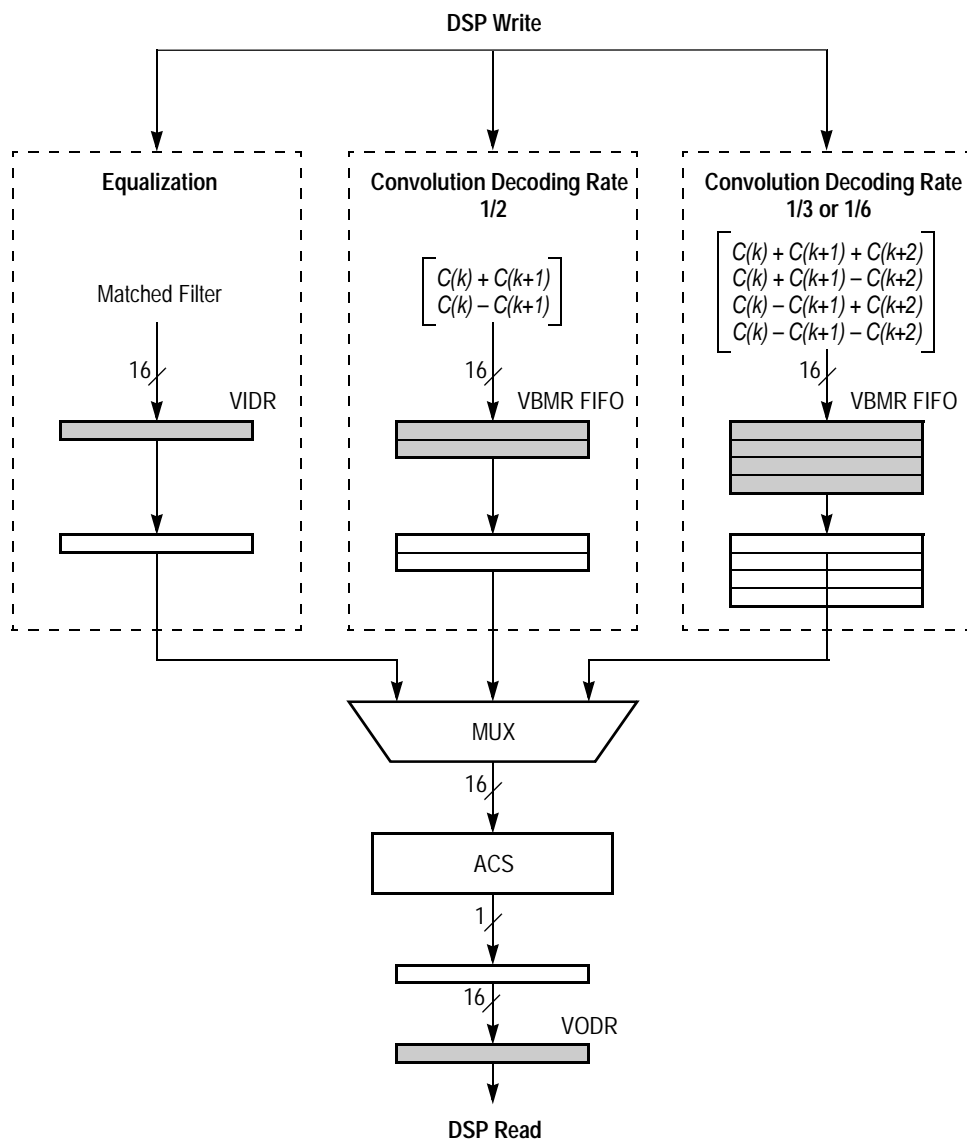 DSP Write
Equalization
Matched Filter
16
VIDR
Convolution Decoding Rate
1/2
C(k) + C(k+1)
C(k) – C(k+1)
16
VBMR FIFO
Convolution Decoding Rate
1/3 or 1/6
C(k) + C(k+1) + C(k+2)
C(k) + C(k+1) – C(k+2)
C(k) – C(k+1) + C(k+2)
C(k) – C(k+1) – C(k+2)
16
VBMR FIFO
MUX
16
ACS
1
16
VODR
DSP Read